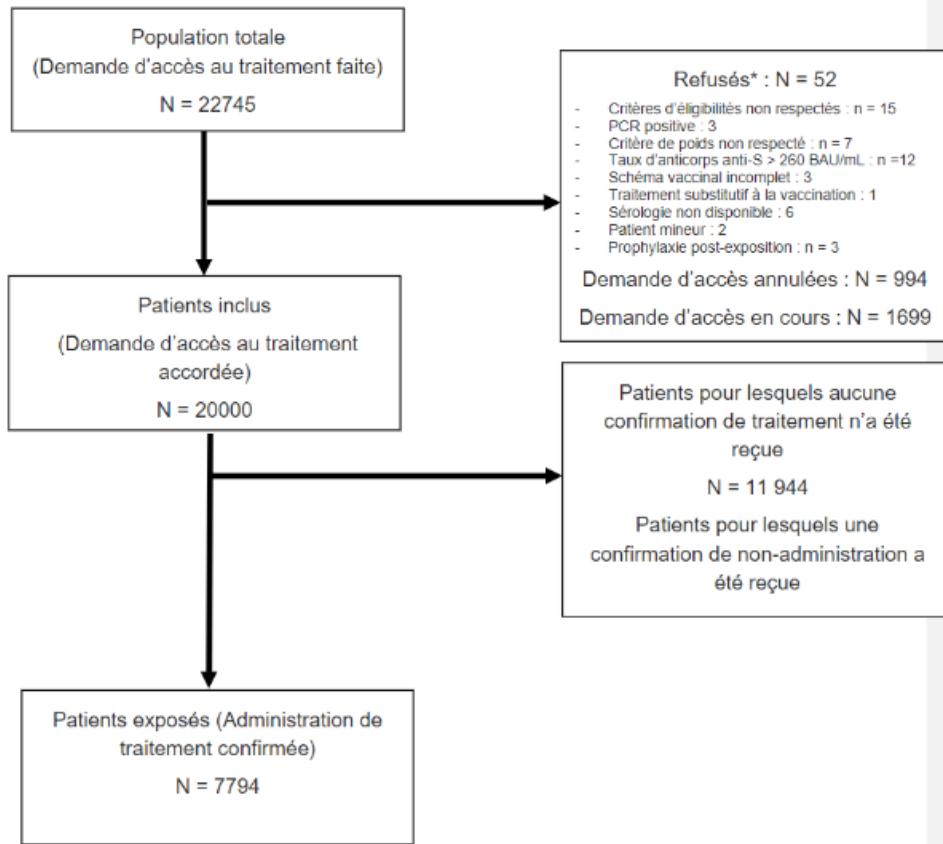 Population totale
(Demande d'accès au traitement faite)
N = 22745
Refusés* : N = 52
- Critères d'éligibilités non respectés : n = 15
- PCR positive : 3
- Critère de poids non respecté : n = 7
- Taux d'anticorps anti-S > 260 BAU/mL : n =12
- Schéma vaccinal incomplet : 3
- Traitement substitutif à la vaccination : 1
- Sérologie non disponible : 6
- Patient mineur : 2
- Prophylaxie post-exposition : n = 3
Demande d'accès annulées : N = 994
Demande d'accès en cours : N = 1699
Patients inclus
(Demande d'accès au traitement
accordée)
N = 20000
Patients pour lesquels aucune
confirmation de traitement n'a été
reçue
N = 11 944
Patients pour lesquels une
confirmation de non-administration a
été reçue
Patients exposés (Administration de
traitement confirmée)
N = 7794